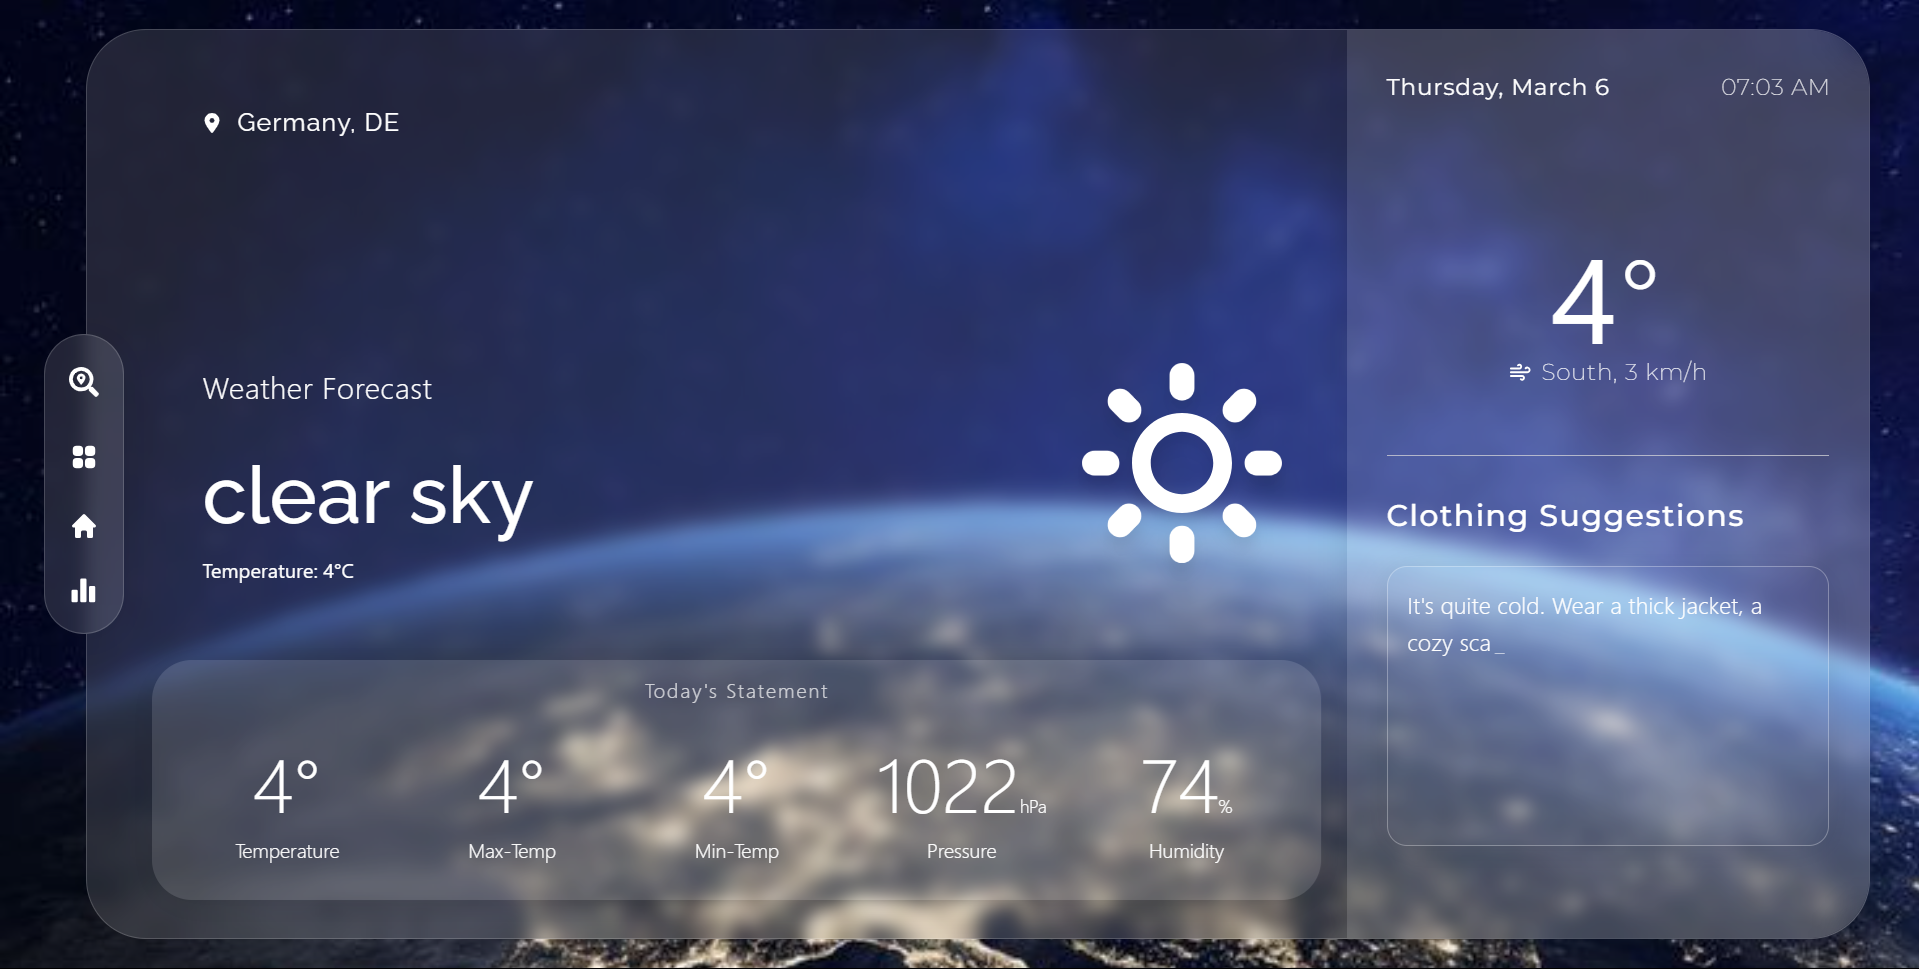 Germany, DE
Weather Forecast
clear sky
Temperature: 4°C
Today's Statement
4° 4° 4° 1022 hPa 74%
Temperature Max-Temp Min-Temp Pressure Humidity
Thursday, March 6 07:03 AM
4°
South, 3 km/h
Clothing Suggestions
It's quite cold. Wear a thick jacket, a
cozy sca_